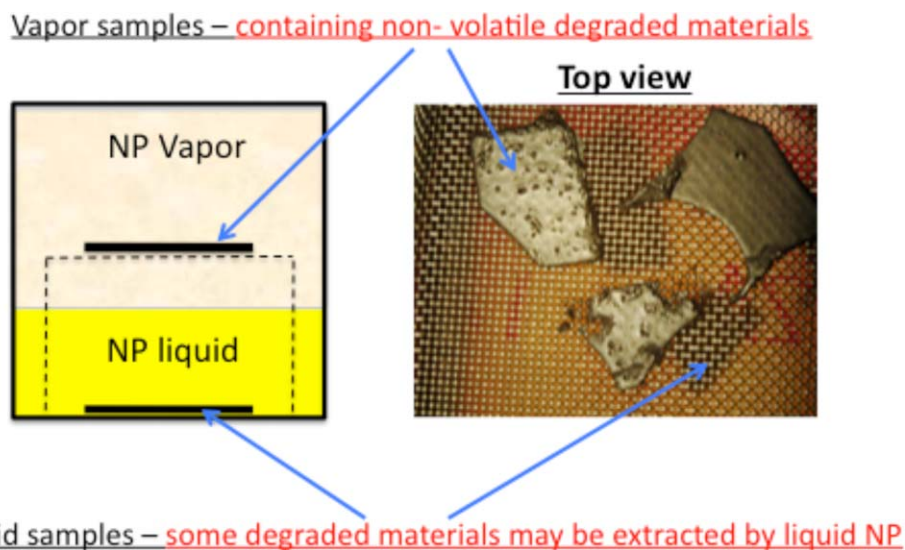 Vapor samples – containing non- volatile degraded materials
Top view
NP Vapor
NP liquid
samples – some degraded materials may be extracted by liquid NP